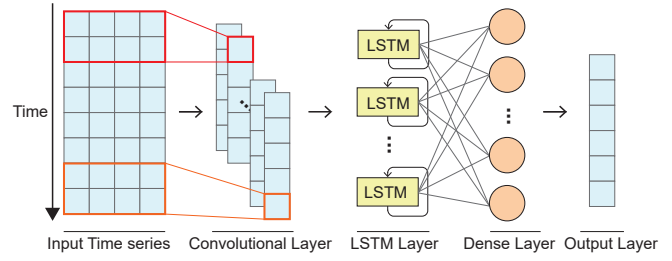 Time
LSTM
LSTM
LSTM
Input Time series
Convolutional Layer
LSTM Layer
Dense Layer
Output Layer